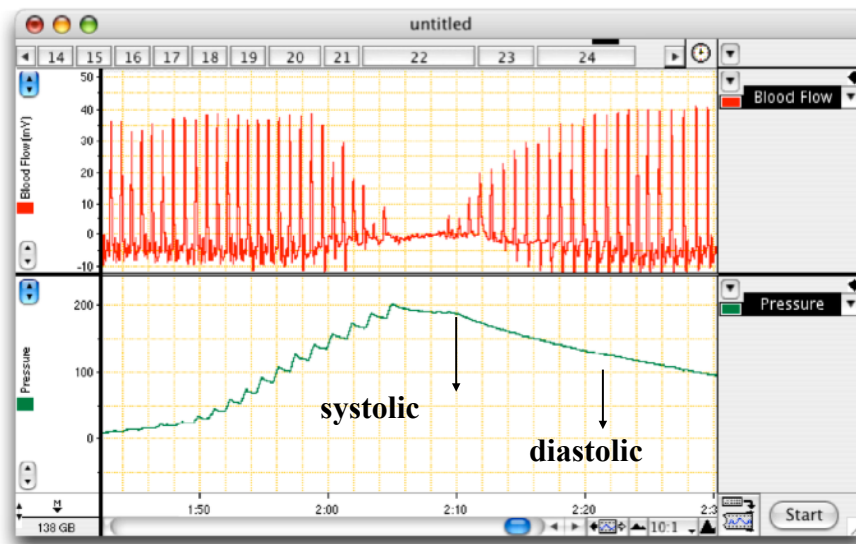 untitled
14 15 16 17 18 19 20 21 22 23 24
50
40
30
20
10
0
-10
Blood Flow (mV)
Blood Flow
200
100
0
Pressure
Pressure
systolic
diastolic
1:50 2:00 2:10 2:20 2:3
M
138 GB
10:1
Start